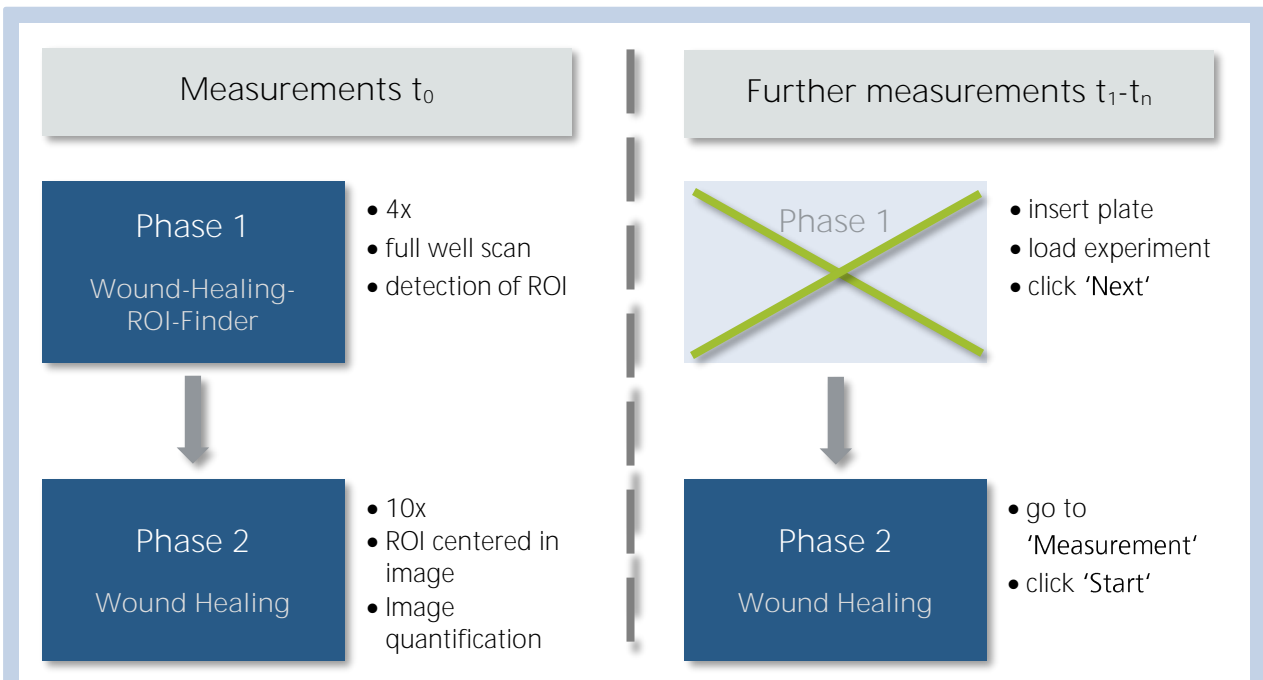 Measurements t₀
Phase 1
Wound-Healing-
ROI-Finder
• 4x
• full well scan
• detection of ROI
Phase 2
Wound Healing
• 10x
• ROI centered in
image
• Image
quantification
Further measurements t₁-tₙ
Phase 1
• insert plate
• load experiment
• click ‘Next‘
Phase 2
Wound Healing
• go to
‘Measurement‘
• click ‘Start‘